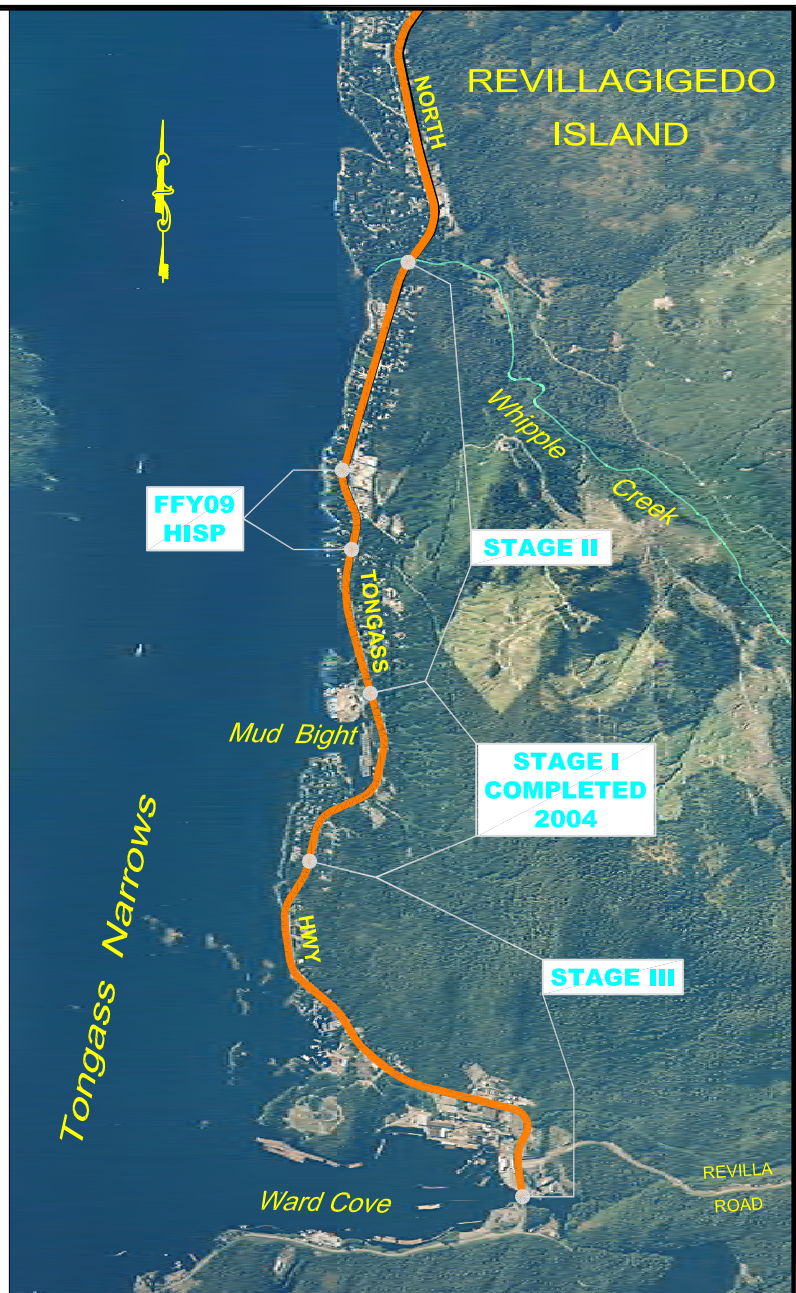 REVILLAGIGEDO
ISLAND
NORTH
Whipple
Creek
FFY09
HISP
STAGE II
TONGASS
Mud Bight
STAGE I
COMPLETED
2004
Tongass Narrows
HWY
STAGE III
REVILLA
ROAD
Ward Cove